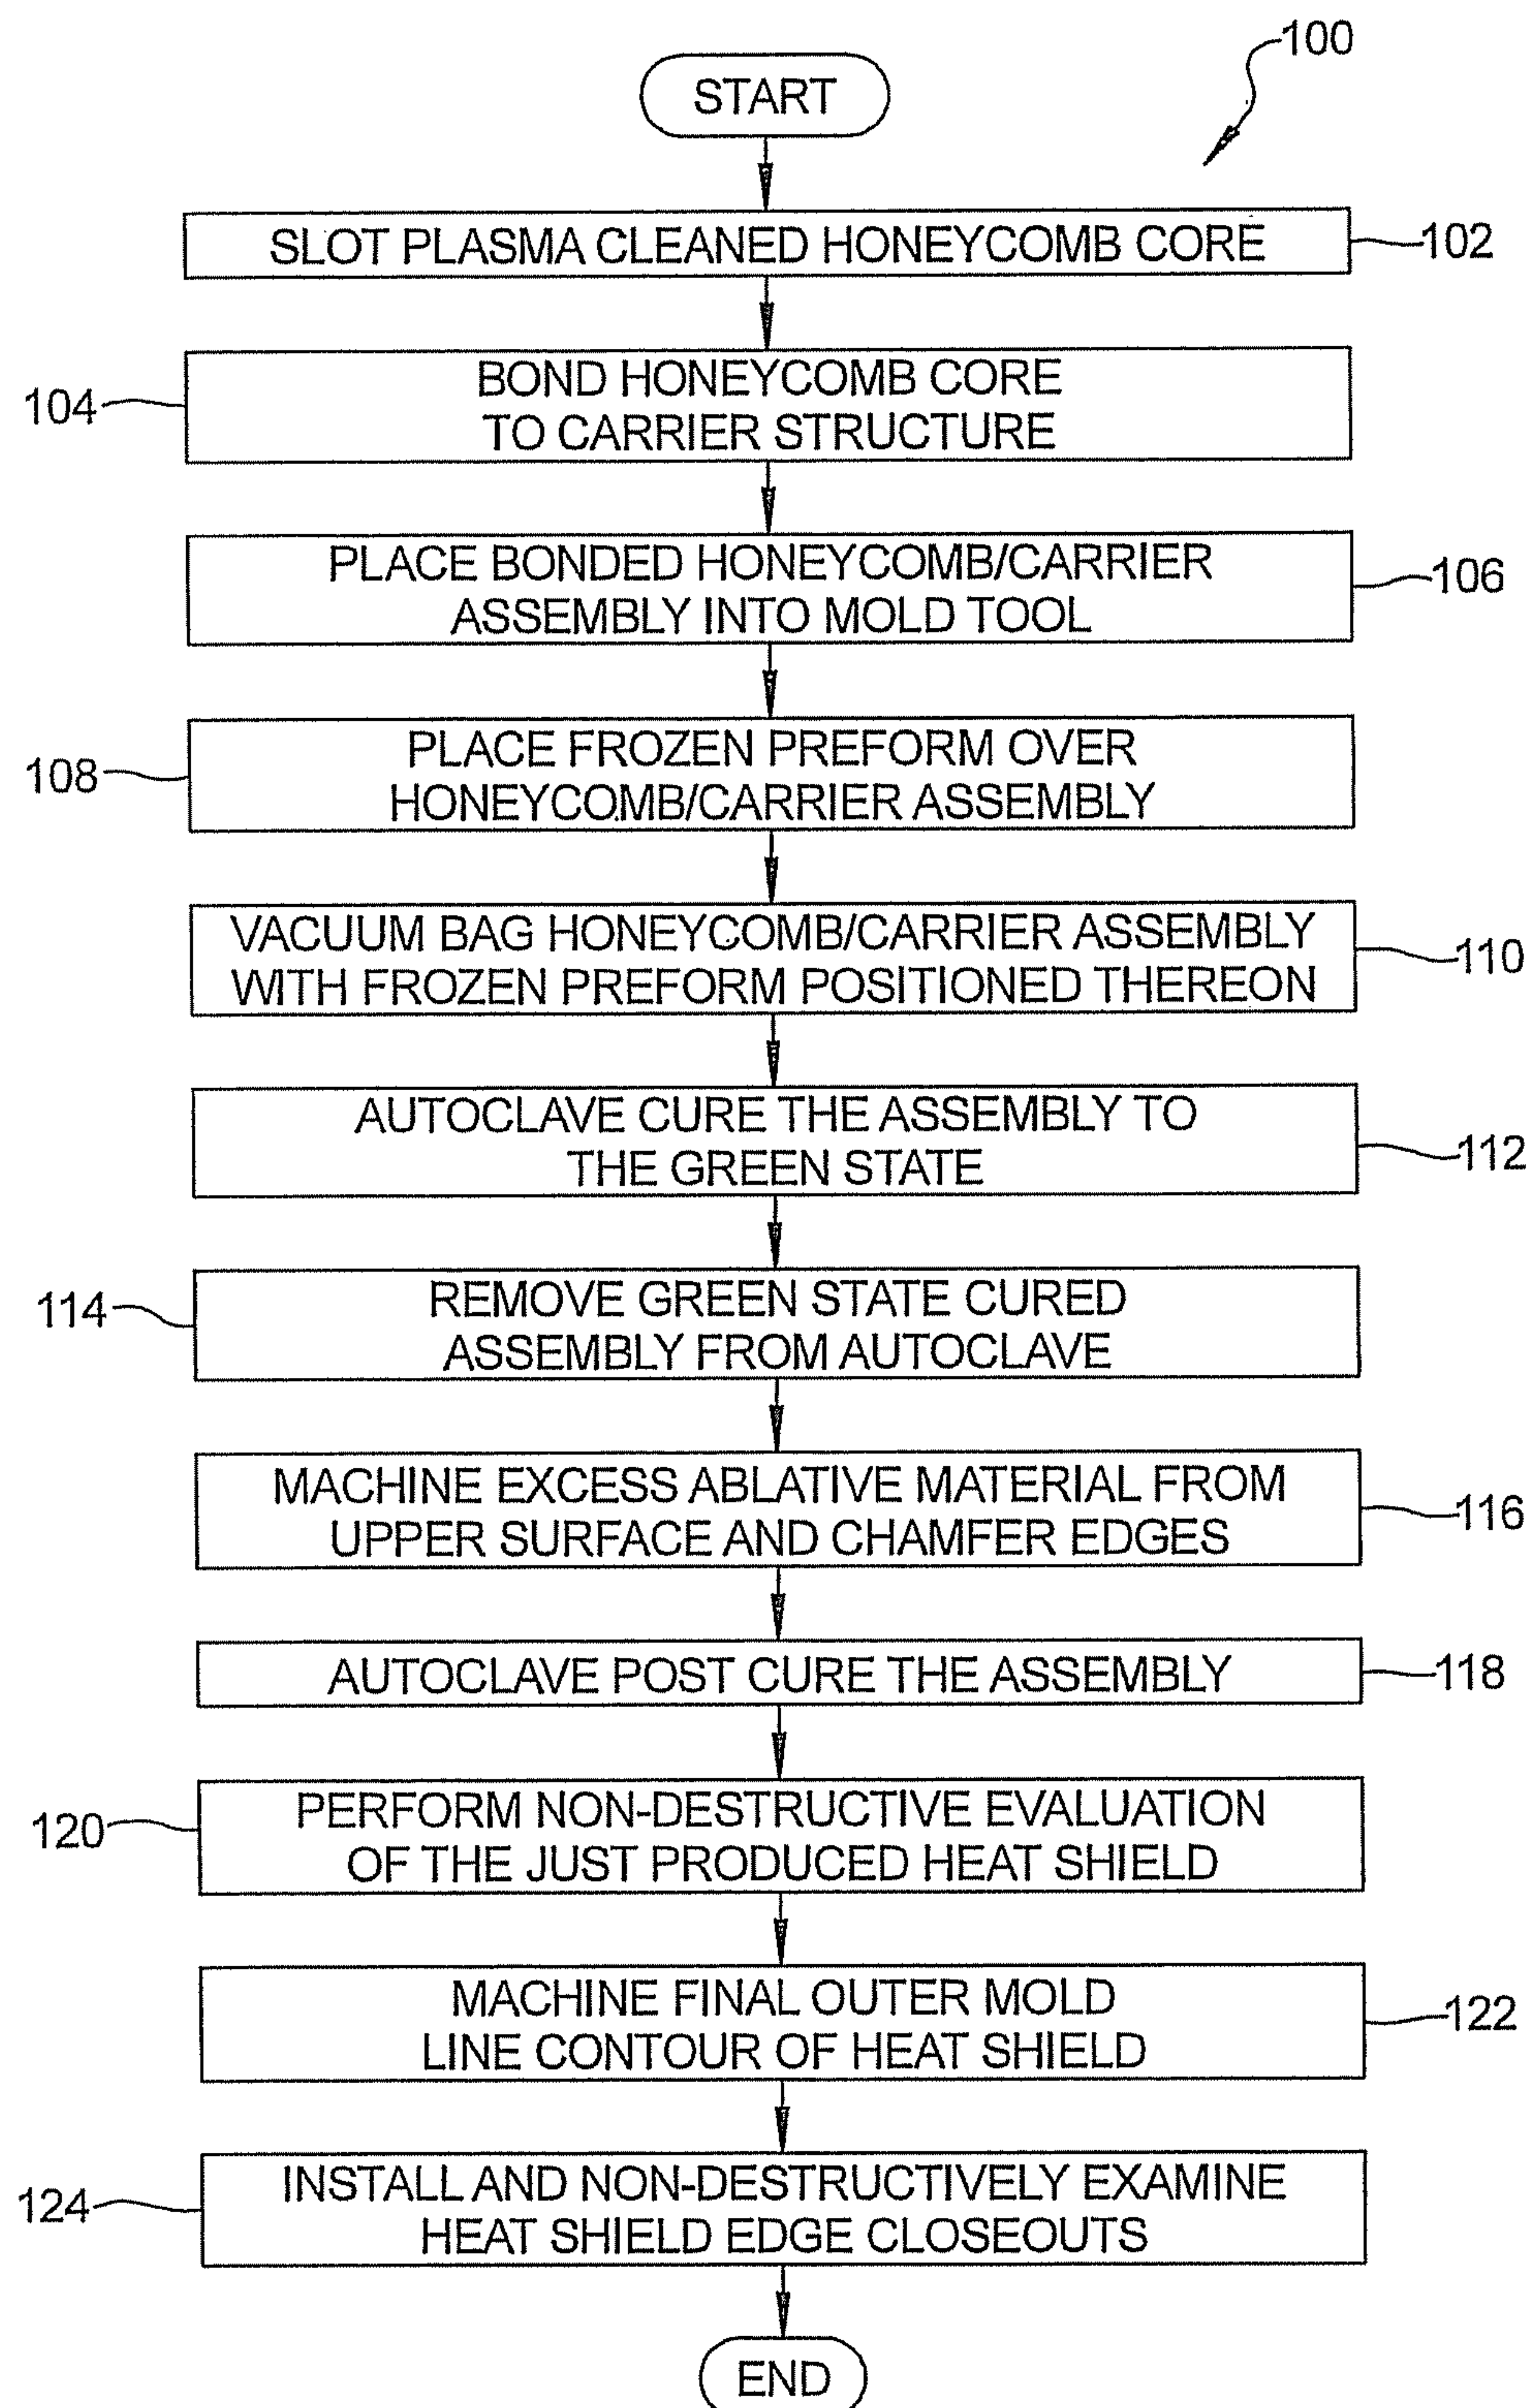 100
START
SLOT PLASMA CLEANED HONEYCOMB CORE
102
BOND HONEYCOMB CORE
TO CARRIER STRUCTURE
104
PLACE BONDED HONEYCOMB/CARRIER
ASSEMBLY INTO MOLD TOOL
106
PLACE FROZEN PREFORM OVER
HONEYCOMB/CARRIER ASSEMBLY
108
VACUUM BAG HONEYCOMB/CARRIER ASSEMBLY
WITH FROZEN PREFORM POSITIONED THEREON
110
AUTOCLAVE CURE THE ASSEMBLY TO
THE GREEN STATE
112
REMOVE GREEN STATE CURED
ASSEMBLY FROM AUTOCLAVE
114
MACHINE EXCESS ABLATIVE MATERIAL FROM
UPPER SURFACE AND CHAMFER EDGES
116
AUTOCLAVE POST CURE THE ASSEMBLY
118
PERFORM NON-DESTRUCTIVE EVALUATION
OF THE JUST PRODUCED HEAT SHIELD
120
MACHINE FINAL OUTER MOLD
LINE CONTOUR OF HEAT SHIELD
122
INSTALL AND NON-DESTRUCTIVELY EXAMINE
HEAT SHIELD EDGE CLOSEOUTS
124
END